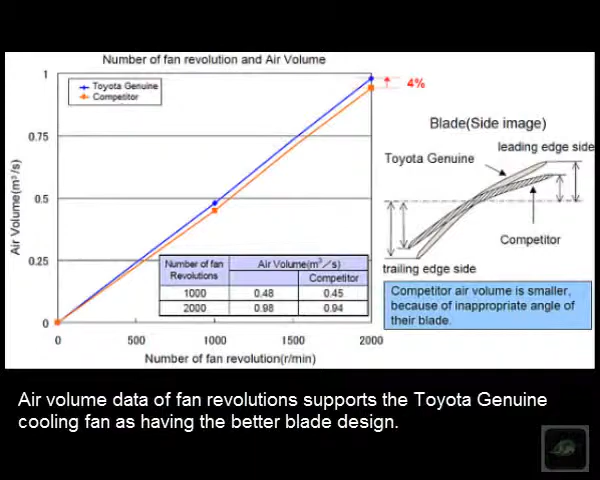 Number of fan revolution and Air Volume
1
0.75
0.5
0.25
0
Air Volume(m³/s)
Toyota Genuine
Competitor
4%
Number of fan Revolutions | Air Volume(m³／s)
Competitor
1000 0.48 0.45
2000 0.98 0.94
0 500 1000 1500 2000
Number of fan revolution(r/min)
Blade(Side image)
leading edge side
Toyota Genuine
Competitor
trailing edge side
Competitor air volume is smaller,
because of inappropriate angle of
their blade.
Air volume data of fan revolutions supports the Toyota Genuine
cooling fan as having the better blade design.